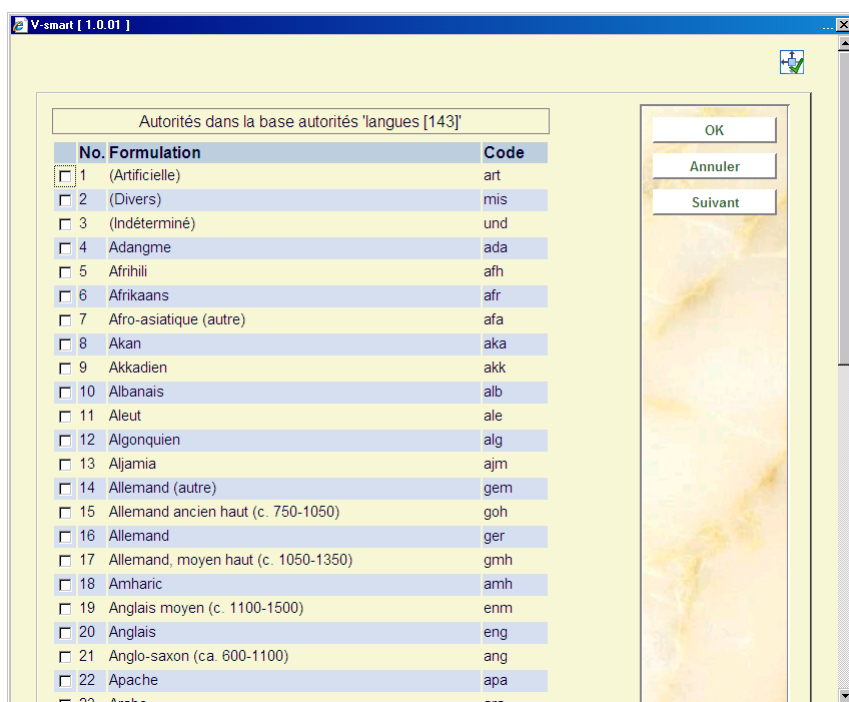 V-smart [ 1.0.01 ]
Autorités dans la base autorités 'langues [143]'
No. Formulation Code
1 (Artificielle) art
2 (Divers) mis
3 (Indéterminé) und
4 Adangme ada
5 Afrihili afh
6 Afrikaans afr
7 Afro-asiatique (autre) afa
8 Akan aka
9 Akkadien akk
10 Albanais alb
11 Aleut ale
12 Algonquien alg
13 Aljamia ajm
14 Allemand (autre) gem
15 Allemand ancien haut (c. 750-1050) goh
16 Allemand ger
17 Allemand, moyen haut (c. 1050-1350) gmh
18 Amharic amh
19 Anglais moyen (c. 1100-1500) enm
20 Anglais eng
21 Anglo-saxon (ca. 600-1100) ang
22 Apache apa
OK
Annuler
Suivant